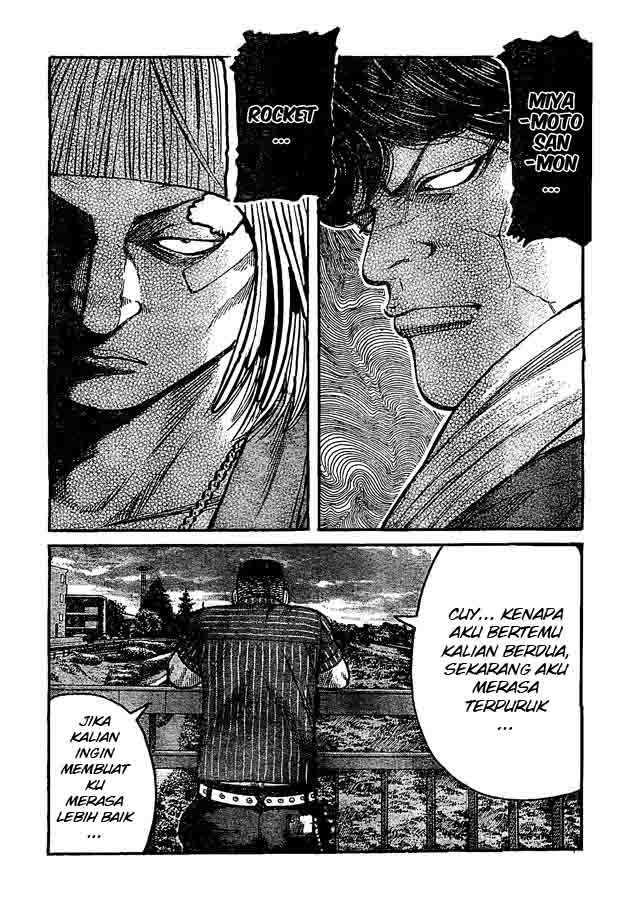 MIYA
-MOTO
SAN
-MON
...
ROCKET
...
CUY... KENAPA
AKU BERTEMU
KALIAN BERDUA,
SEKARANG AKU
MERASA
TERPURUK
...
JIKA
KALIAN
INGIN
MEMBUAT
KU
MERASA
LEBIH BAIK
...